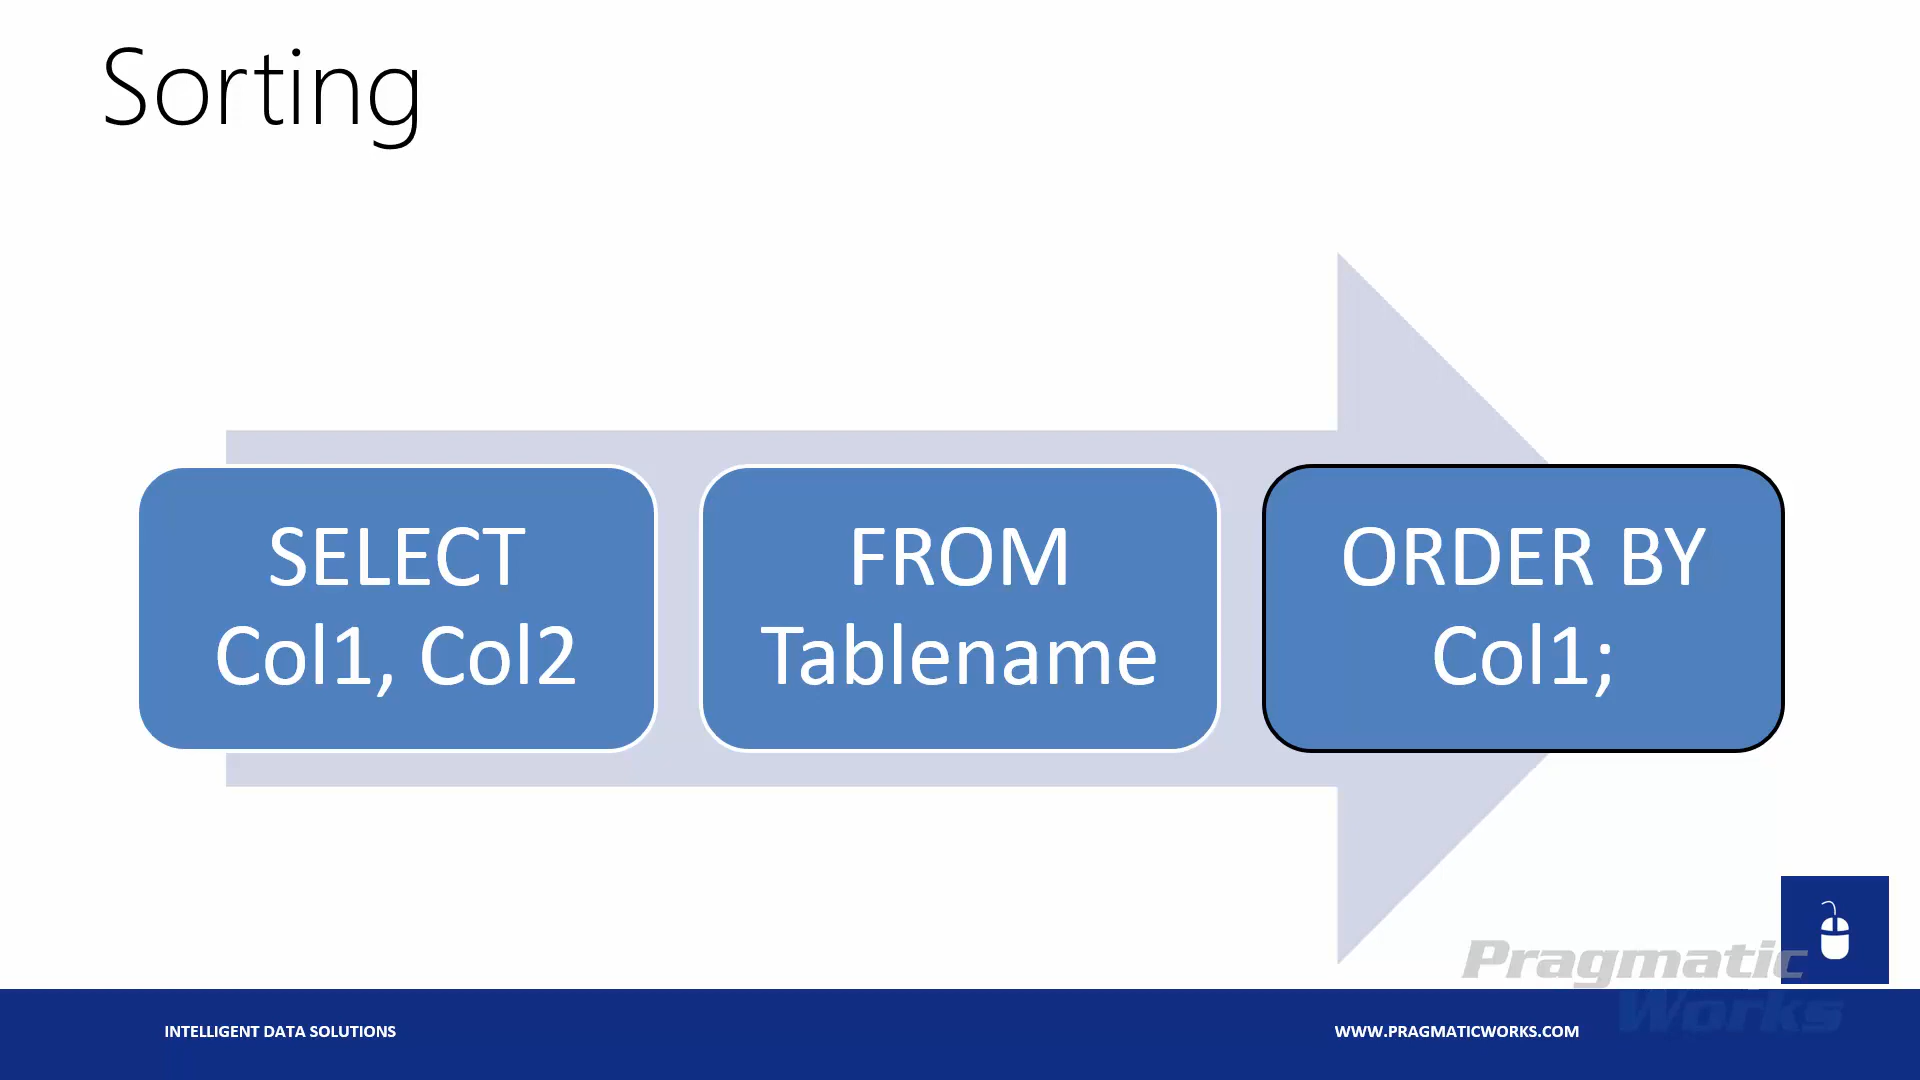 Sorting
SELECT
Col1, Col2
FROM
Tablename
ORDER BY
Col1;
Pragmatic
Works
INTELLIGENT DATA SOLUTIONS
WWW.PRAGMATICWORKS.COM